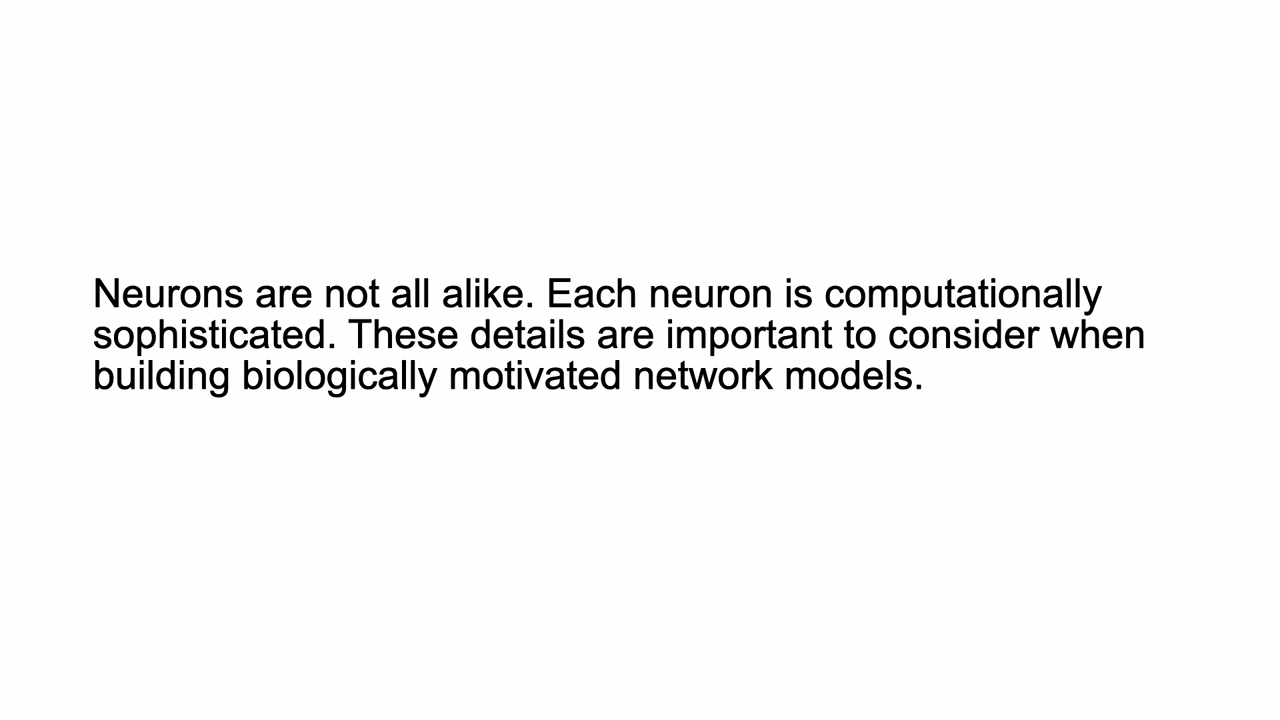 Neurons are not all alike. Each neuron is computationally
sophisticated. These details are important to consider when
building biologically motivated network models.